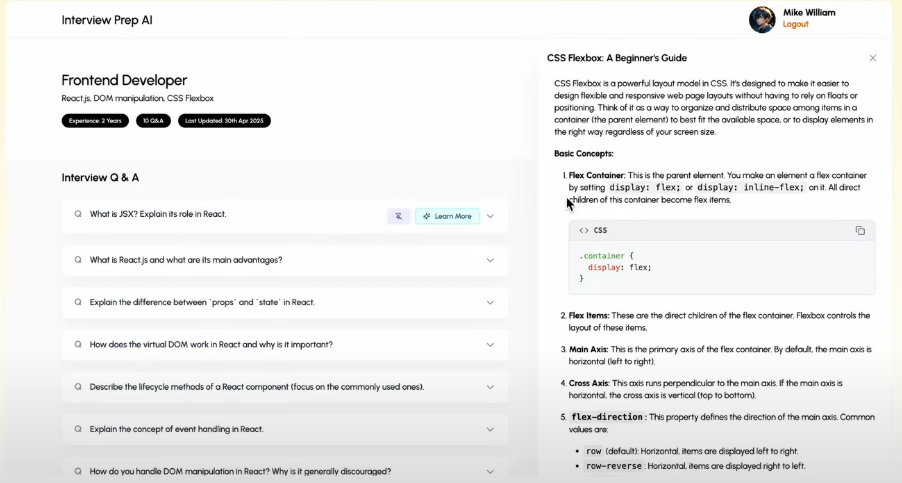 Interview Prep AI
Mike William
Logout
Frontend Developer
React.js, DOM manipulation, CSS Flexbox
Experience: 2 Years
10 Q&A
Last Updated: 30th Apr 2025
Interview Q & A
Q What is JSX? Explain its role in React.
Learn More
Q What is React.js and what are its main advantages?
Q Explain the difference between `props` and `state` in React.
Q How does the virtual DOM work in React and why is it important?
Q Describe the lifecycle methods of a React component (focus on the commonly used ones).
Q Explain the concept of event handling in React.
Q How do you handle DOM manipulation in React? Why is it generally discouraged?
CSS Flexbox: A Beginner's Guide
CSS Flexbox is a powerful layout model in CSS. It's designed to make it easier to
design flexible and responsive web page layouts without having to rely on floats or
positioning. Think of it as a way to organize and distribute space among items in a
container (the parent element) to best fit the available space, or to display elements in
the right way regardless of your screen size.
Basic Concepts:
1. Flex Container: This is the parent element. You make an element a flex container
by setting display: flex; or display: inline-flex; on it. All direct
children of this container become flex items.
<> CSS
.container {
display: flex;
}
2. Flex Items: These are the direct children of the flex container. Flexbox controls the
layout of these items.
3. Main Axis: This is the primary axis of the flex container. By default, the main axis is
horizontal (left to right).
4. Cross Axis: This axis runs perpendicular to the main axis. If the main axis is
horizontal, the cross axis is vertical (top to bottom).
5. flex-direction: This property defines the direction of the main axis. Common
values are:
• row (default): Horizontal, items are displayed left to right.
• row-reverse: Horizontal, items are displayed right to left.